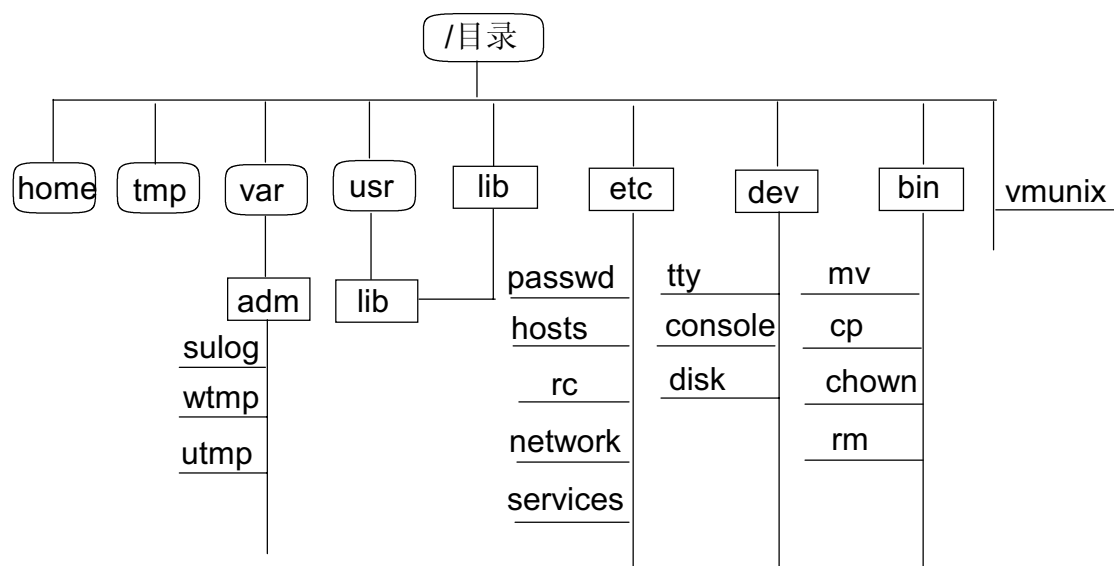 /目录
home
tmp
var
usr
lib
etc
dev
bin
vmunix
adm
lib
sulog
wtmp
utmp
passwd
hosts
rc
network
services
tty
console
disk
mv
cp
chown
rm